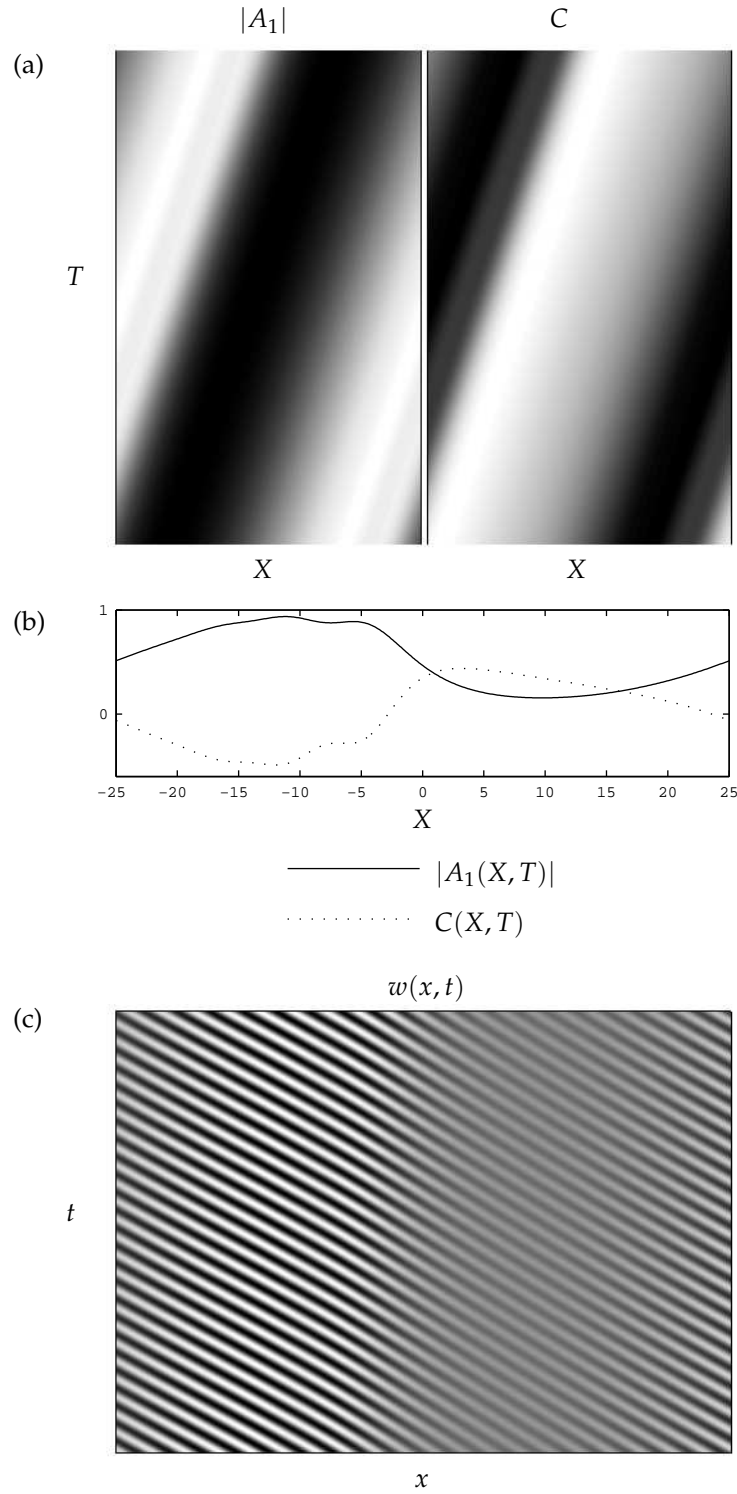 |A₁| C
(a)
T
X X
(b)
1
0
-25 -20 -15 -10 -5 0 5 10 15 20 25
X
|A₁(X, T)|
C(X, T)
w(x, t)
(c)
t
x